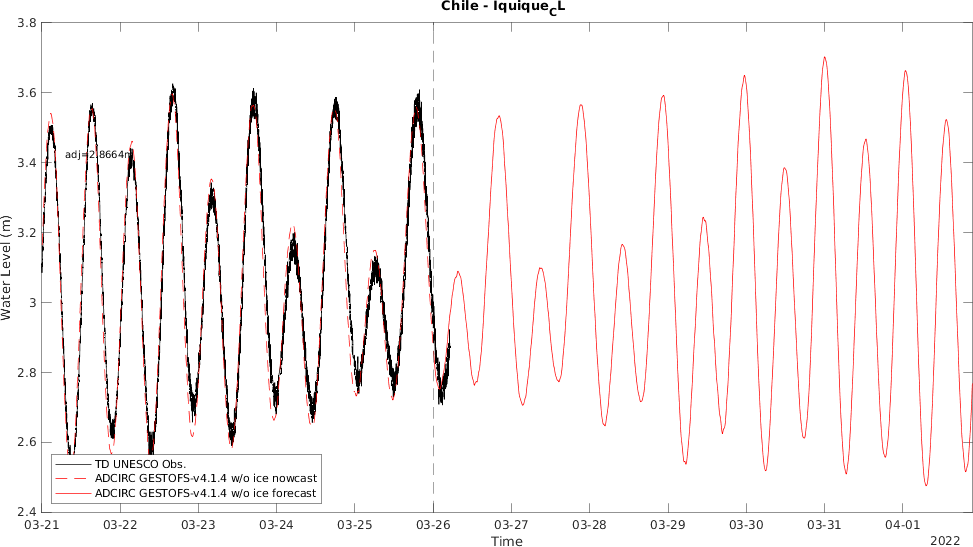 Chile - Iquique_CL
3.8
3.6
3.4
3.2
3
2.8
2.6
2.4
Water Level (m)
adj=2.8664m
TD UNESCO Obs.
ADCIRC GESTOFS-v4.1.4 w/o ice nowcast
ADCIRC GESTOFS-v4.1.4 w/o ice forecast
03-21 03-22 03-23 03-24 03-25 03-26 03-27 03-28 03-29 03-30 03-31 04-01
Time
2022